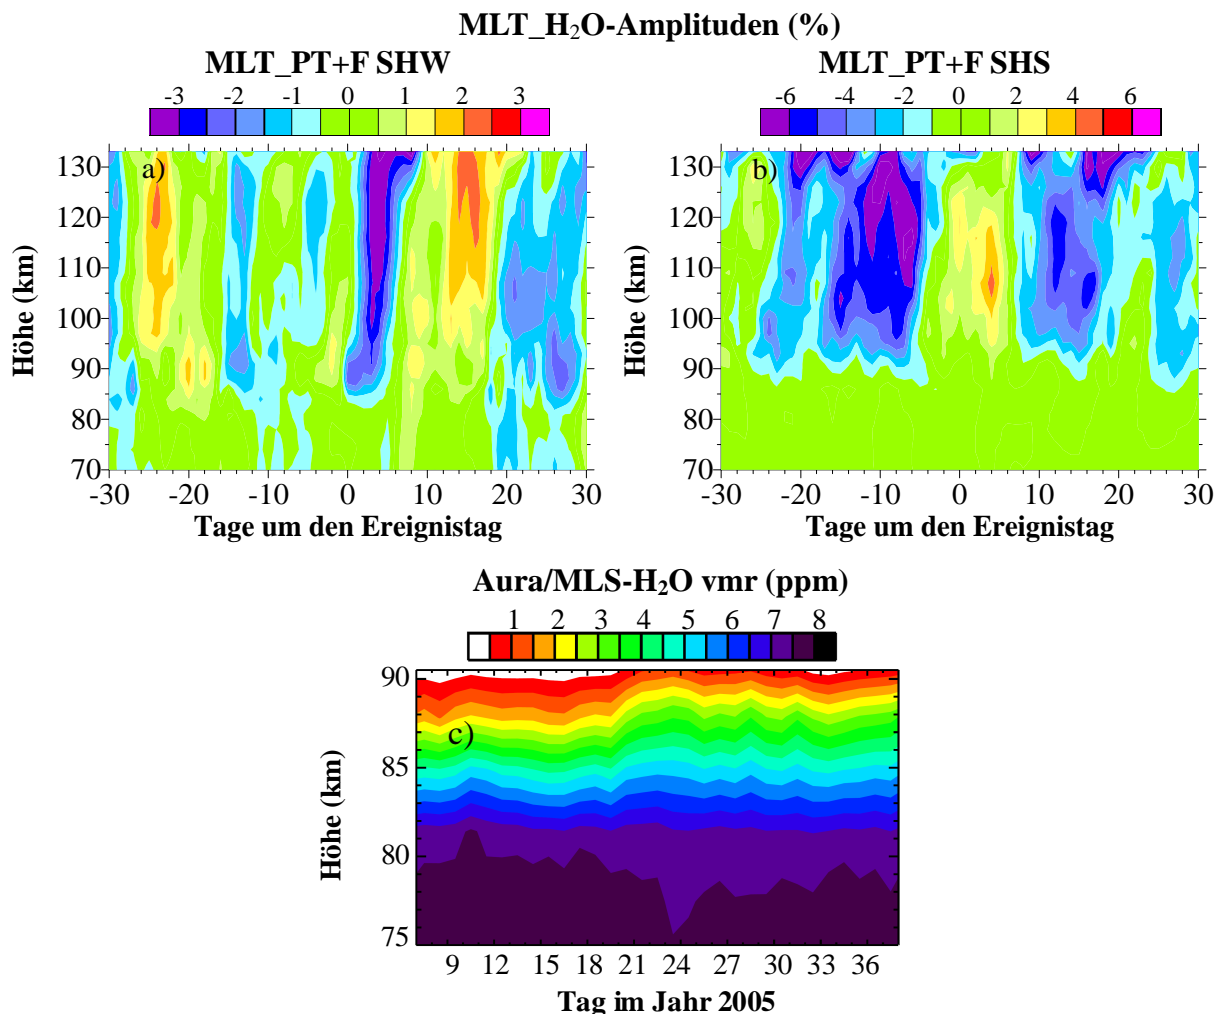 MLT_H₂O-Amplituden (%)
MLT_PT+F SHW
MLT_PT+F SHS
-3 -2 -1 0 1 2 3
-6 -4 -2 0 2 4 6
a)
b)
130
120
110
100
90
80
70
Höhe (km)
130
120
110
100
90
80
70
Höhe (km)
-30 -20 -10 0 10 20 30
-30 -20 -10 0 10 20 30
Tage um den Ereignistag
Tage um den Ereignistag
Aura/MLS-H₂O vmr (ppm)
1 2 3 4 5 6 7 8
c)
90
85
80
75
Höhe (km)
9 12 15 18 21 24 27 30 33 36
Tag im Jahr 2005